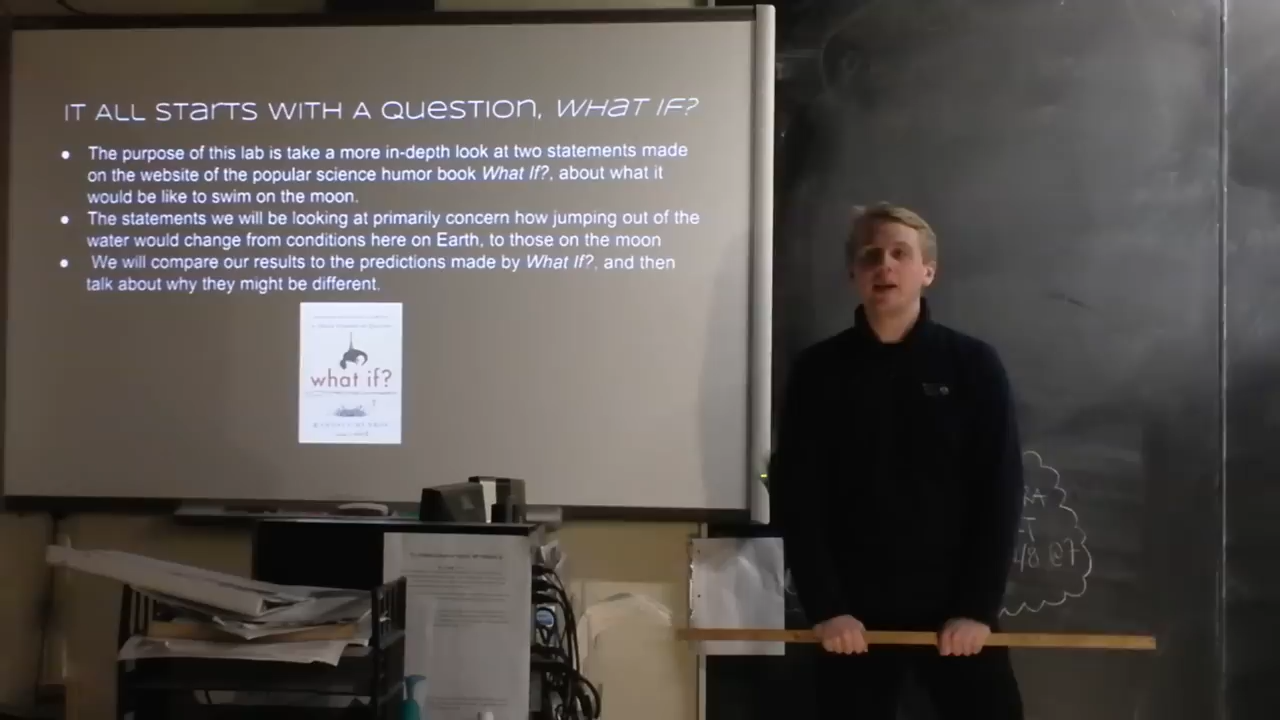 IT ALL STARTS WITH A QUESTION, WHAT IF?
● The purpose of this lab is take a more in-depth look at two statements made
on the website of the popular science humor book What If?, about what it
would be like to swim on the moon.
● The statements we will be looking at primarily concern how jumping out of the
water would change from conditions here on Earth, to those on the moon
● We will compare our results to the predictions made by What If?, and then
talk about why they might be different.
what if?